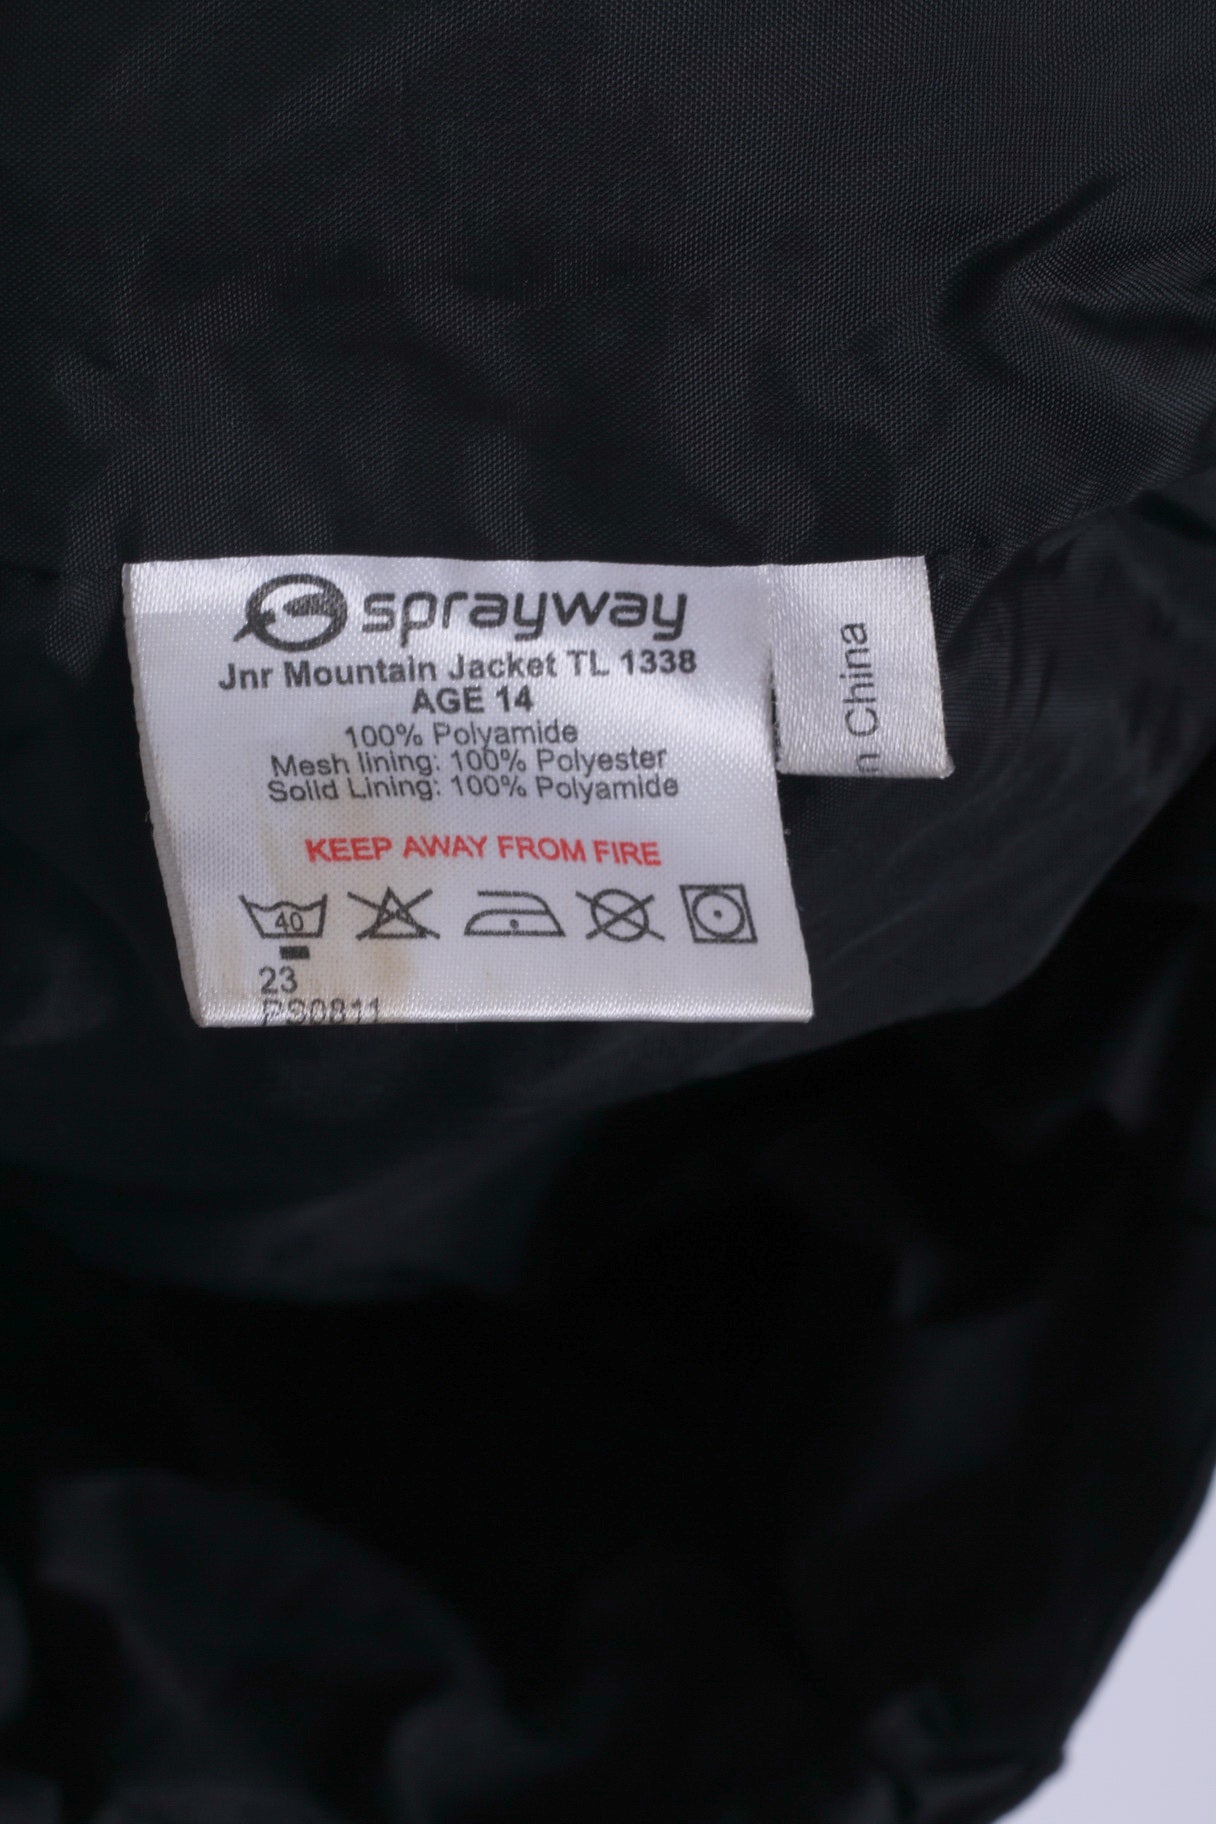 sprayway
Jnr Mountain Jacket TL 1338
AGE 14
100% Polyamide
Mesh lining: 100% Polyester
Solid Lining: 100% Polyamide
KEEP AWAY FROM FIRE
40
23
PS0811
China